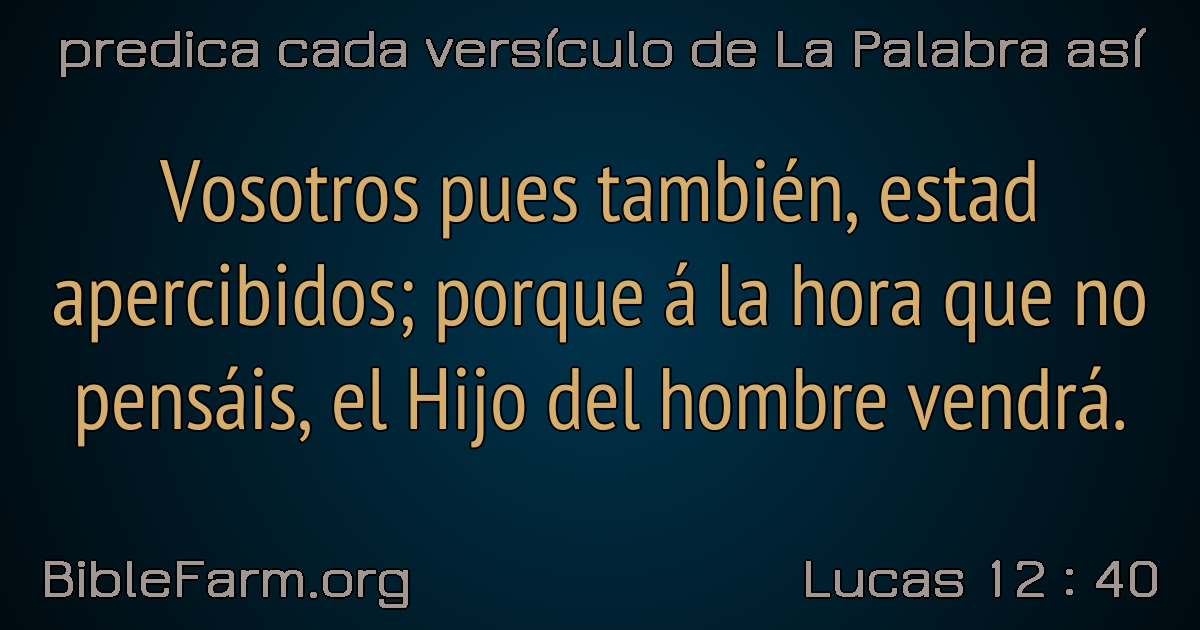 predica cada versículo de La Palabra así
Vosotros pues también, estad
apercibidos; porque á la hora que no
pensáis, el Hijo del hombre vendrá.
BibleFarm.org
Lucas 12 : 40